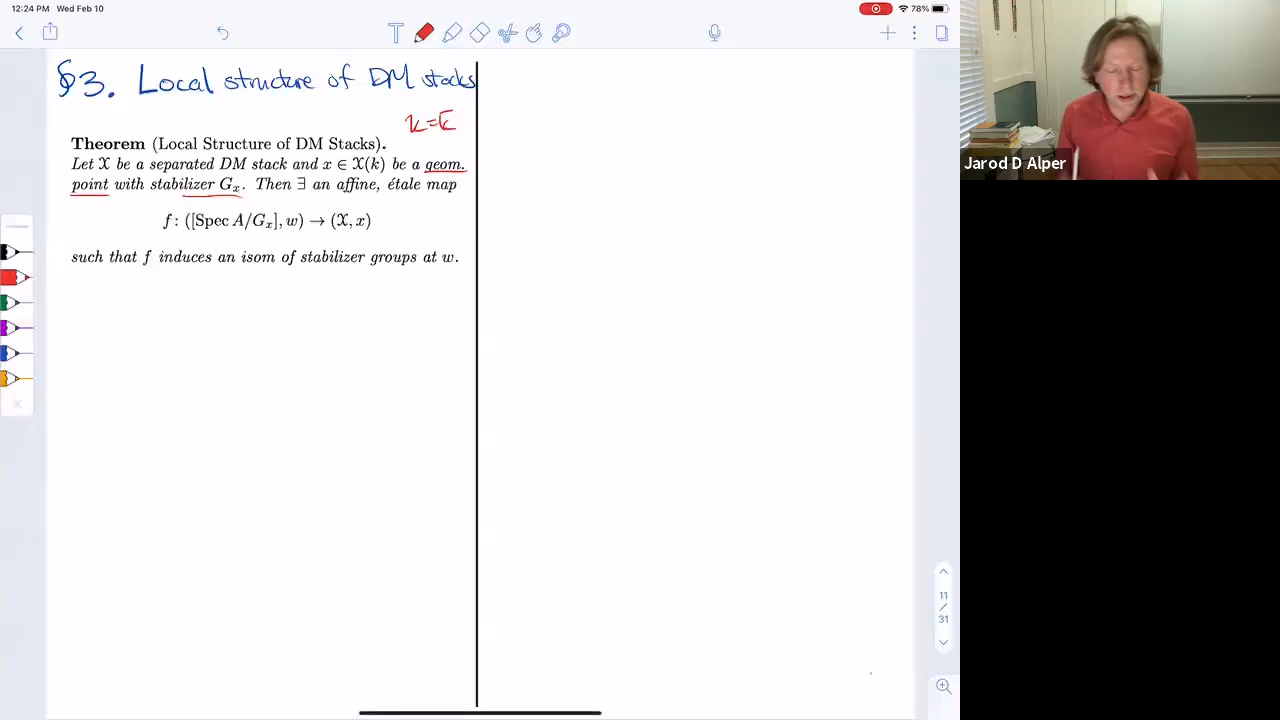 12:24 PM Wed Feb 10
78%
§3. Local structure of DM stacks
k=k̄
Theorem (Local Structure of DM Stacks).
Let 𝒳 be a separated DM stack and x ∈ 𝒳(k) be a geom.
point with stabilizer Gₓ. Then ∃ an affine, étale map
f: ([Spec A/Gₓ], w) → (𝒳, x)
such that f induces an isom of stabilizer groups at w.
Jarod D Alper
11
/
31